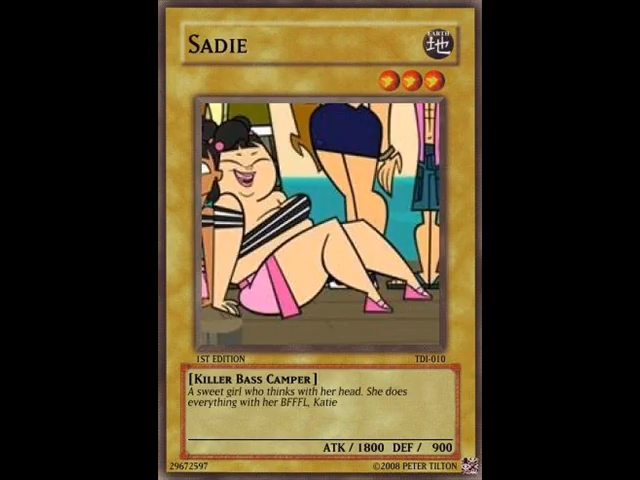 SADIE
EARTH
地
1ST EDITION
TDI-010
[KILLER BASS CAMPER]
A sweet girl who thinks with her head. She does
everything with her BFFFL, Katie
ATK / 1800 DEF / 900
29672597
©2008 PETER TILTON